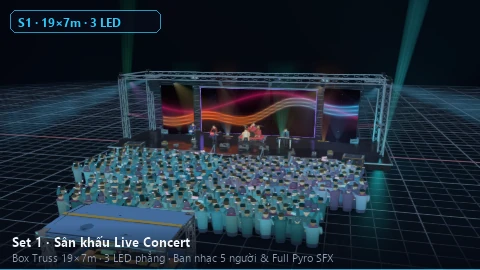 S1 · 19×7m · 3 LED
Set 1 · Sân khấu Live Concert
Box Truss 19×7m · 3 LED phẳng · Ban nhạc 5 người & Full Pyro SFX